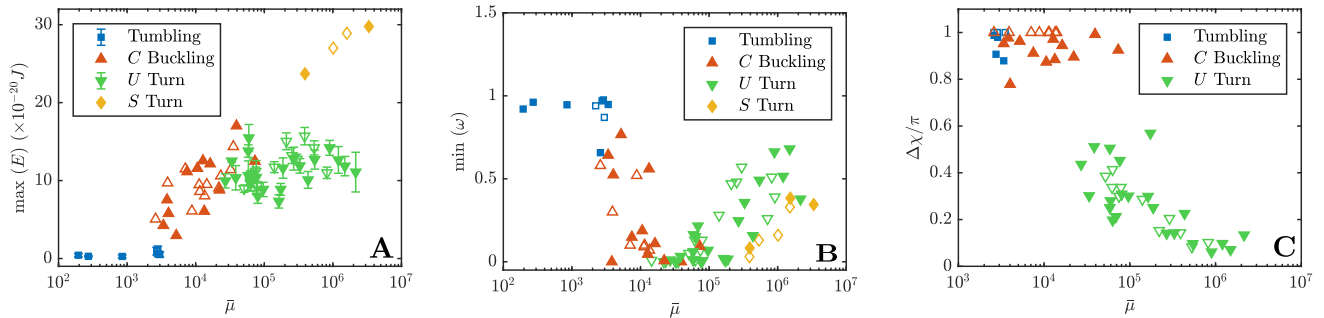 max (E) (×10⁻²⁰J)
30
20
10
0
Tumbling
C Buckling
U Turn
S Turn
A
10² 10³ 10⁴ 10⁵ 10⁶ 10⁷
μ̄
min (ω)
1.5
1
0.5
0
Tumbling
C Buckling
U Turn
S Turn
B
10² 10³ 10⁴ 10⁵ 10⁶ 10⁷
μ̄
Δχ/π
1
0.8
0.6
0.4
0.2
0
Tumbling
C Buckling
U Turn
C
10³ 10⁴ 10⁵ 10⁶ 10⁷
μ̄